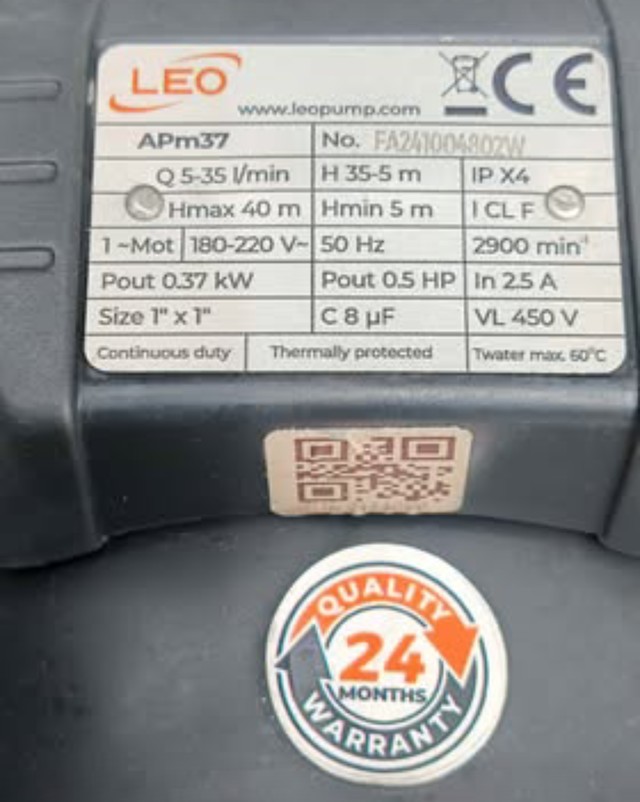 LEO
www.leopump.com
CE
APm37 No. FA241004802W
Q 5-35 l/min H 35-5 m IP X4
Hmax 40 m Hmin 5 m I CL F
1 ~Mot 180-220 V~ 50 Hz 2900 min⁻¹
Pout 0.37 kW Pout 0.5 HP In 2.5 A
Size 1" x 1" C 8 µF VL 450 V
Continuous duty Thermally protected Twater max. 60°C
QUALITY
24
MONTHS
WARRANTY